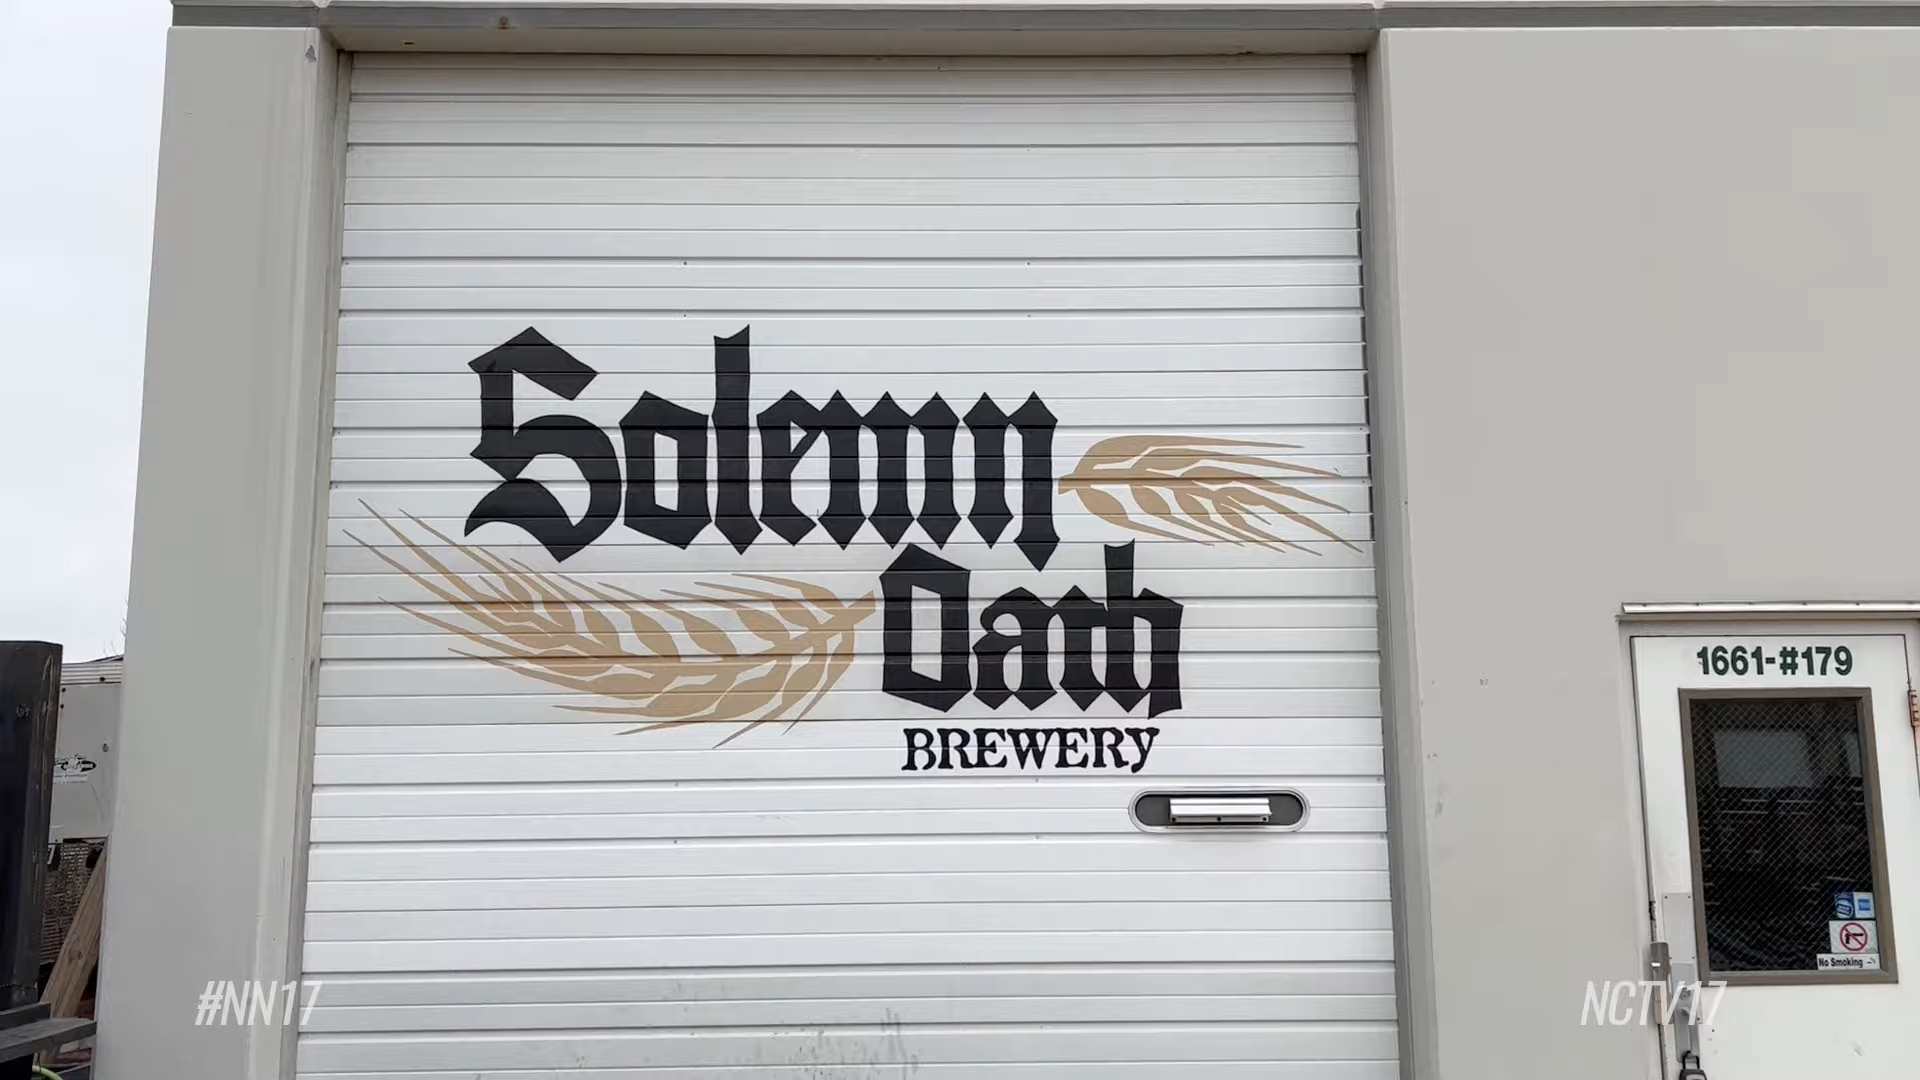 Solemn
Oath
BREWERY
1661-#179
No Smoking
#NN17
NCTV17